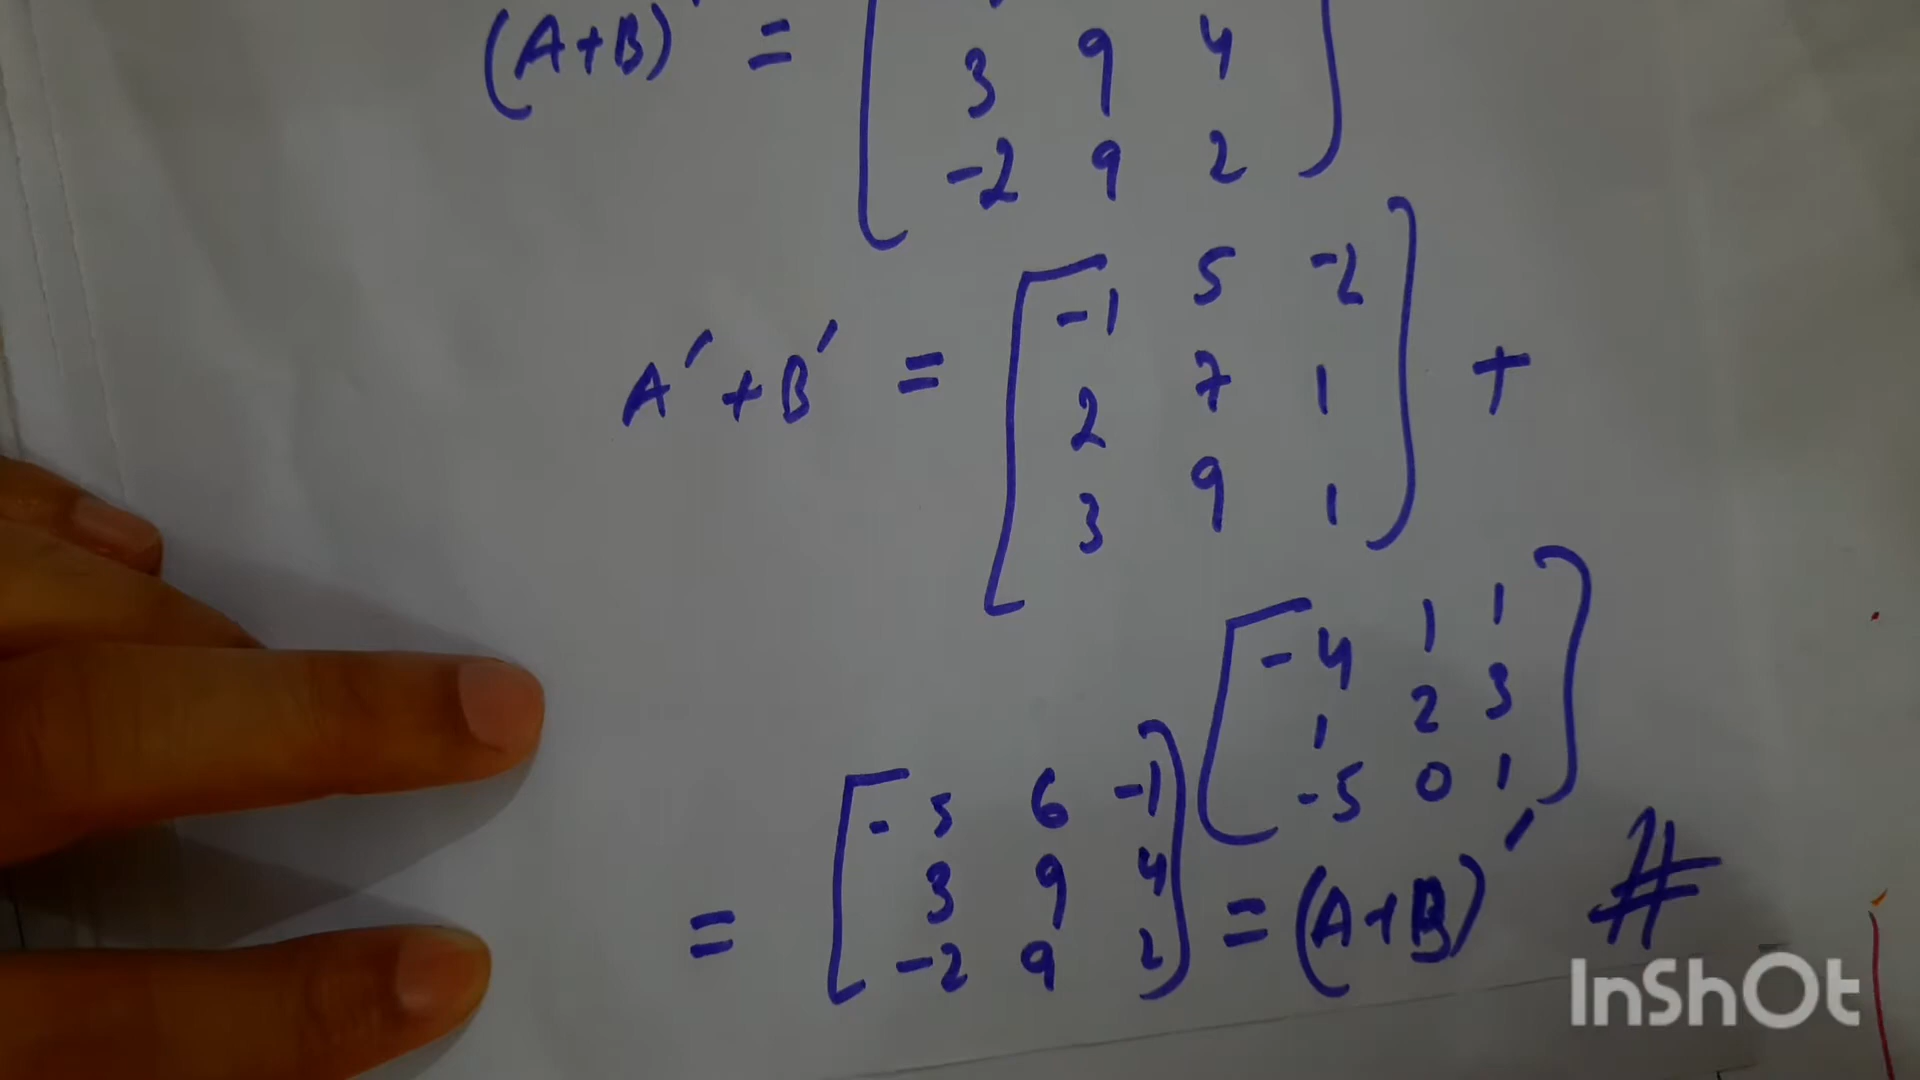 (A+B)' =
3 9 4
-2 9 2
A' + B' = [ -1 5 -2
2 7 1
3 9 1 ] +
[ -4 1 1
1 2 3
-5 0 1 ]
= [ -5 6 -1
3 9 4
-2 9 2 ] = (A+B)' #
InShOt